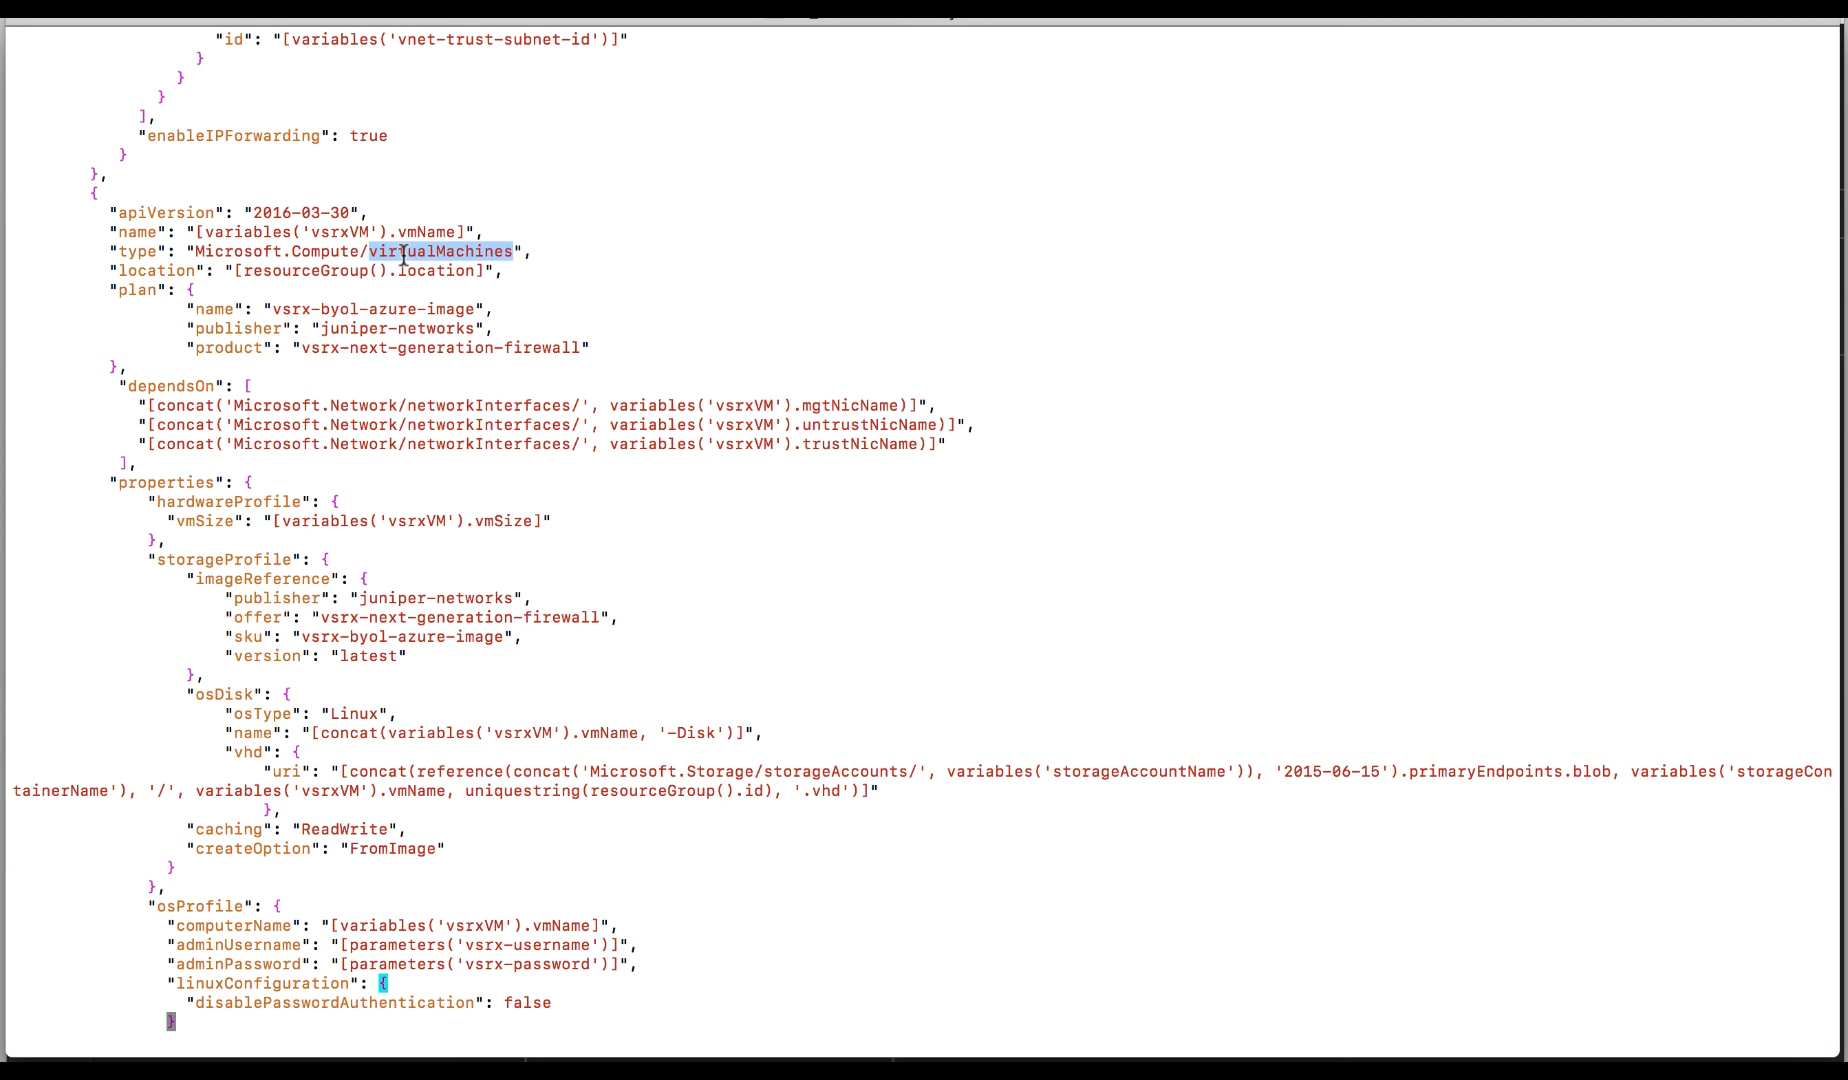 "id": "[variables('vnet-trust-subnet-id')]"
}
}
}
],
"enableIPForwarding": true
}
},
{
"apiVersion": "2016-03-30",
"name": "[variables('vsrxVM').vmName]",
"type": "Microsoft.Compute/virtualMachines",
"location": "[resourceGroup().location]",
"plan": {
"name": "vsrx-byol-azure-image",
"publisher": "juniper-networks",
"product": "vsrx-next-generation-firewall"
},
"dependsOn": [
"[concat('Microsoft.Network/networkInterfaces/', variables('vsrxVM').mgtNicName)]",
"[concat('Microsoft.Network/networkInterfaces/', variables('vsrxVM').untrustNicName)]",
"[concat('Microsoft.Network/networkInterfaces/', variables('vsrxVM').trustNicName)]"
],
"properties": {
"hardwareProfile": {
"vmSize": "[variables('vsrxVM').vmSize]"
},
"storageProfile": {
"imageReference": {
"publisher": "juniper-networks",
"offer": "vsrx-next-generation-firewall",
"sku": "vsrx-byol-azure-image",
"version": "latest"
},
"osDisk": {
"osType": "Linux",
"name": "[concat(variables('vsrxVM').vmName, '-Disk')]",
"vhd": {
"uri": "[concat(reference(concat('Microsoft.Storage/storageAccounts/', variables('storageAccountName')), '2015-06-15').primaryEndpoints.blob, variables('storageCon
tainerName'), '/', variables('vsrxVM').vmName, uniquestring(resourceGroup().id), '.vhd')]"
},
"caching": "ReadWrite",
"createOption": "FromImage"
}
},
"osProfile": {
"computerName": "[variables('vsrxVM').vmName]",
"adminUsername": "[parameters('vsrx-username')]",
"adminPassword": "[parameters('vsrx-password')]",
"linuxConfiguration": {
"disablePasswordAuthentication": false
}